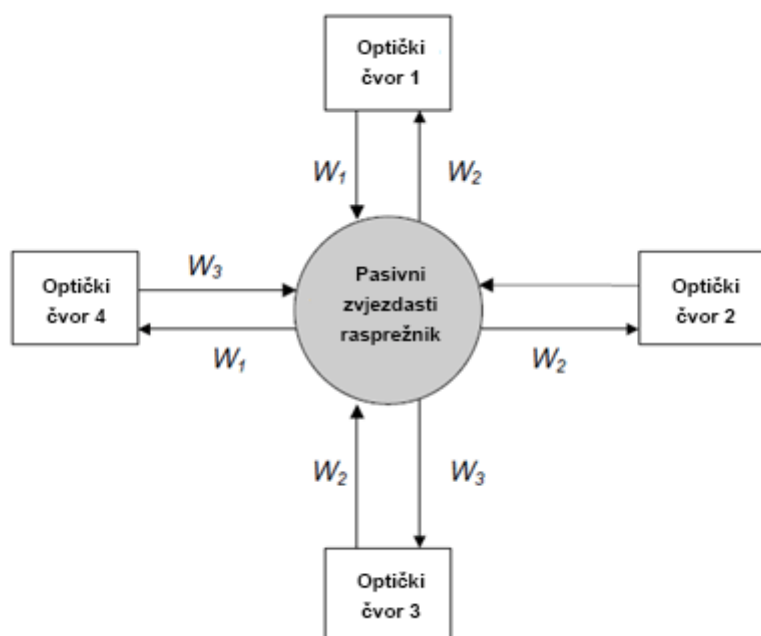 Optički
čvor 1
W₁
W₂
Optički
čvor 4
W₃
W₁
Pasivni
zvjezdasti
rasprežnik
Optički
čvor 2
W₂
W₂
W₃
Optički
čvor 3